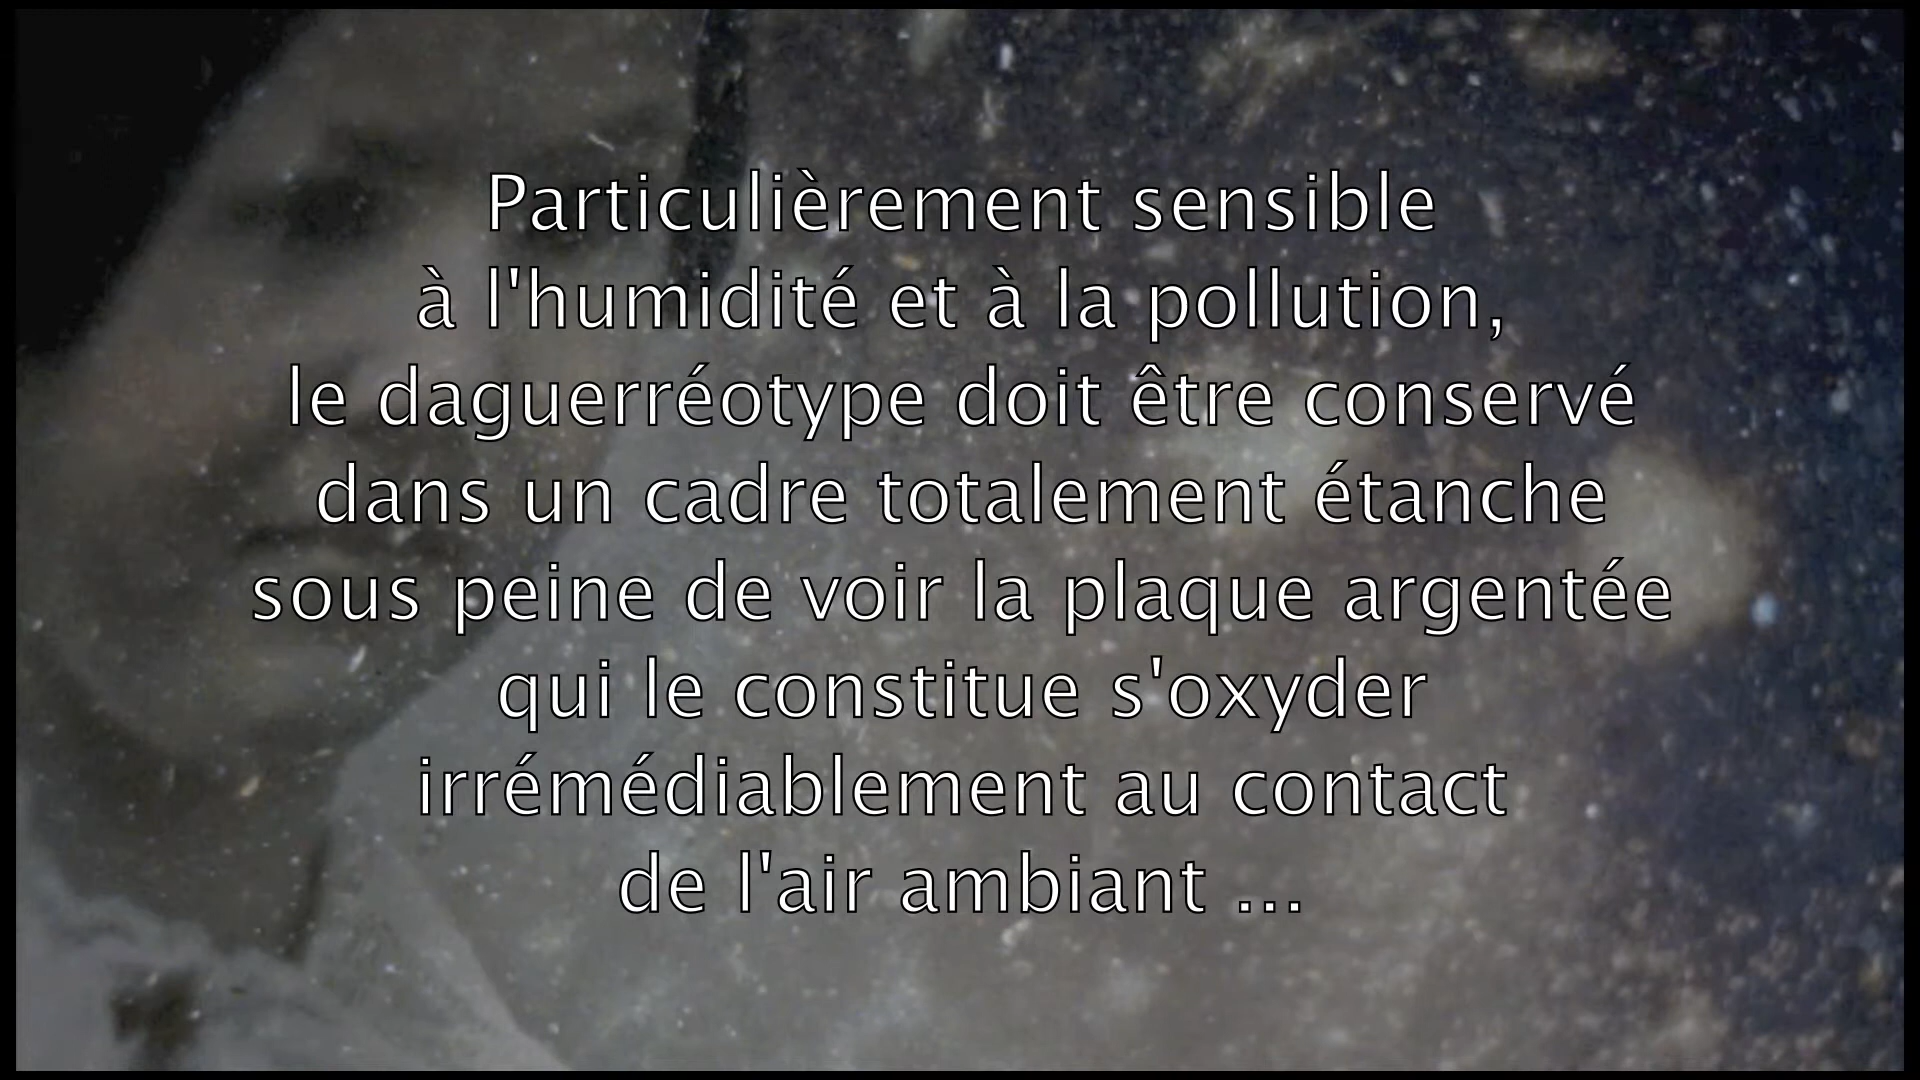 Particulièrement sensible
à l'humidité et à la pollution,
le daguerréotype doit être conservé
dans un cadre totalement étanche
sous peine de voir la plaque argentée
qui le constitue s'oxyder
irrémédiablement au contact
de l'air ambiant ...